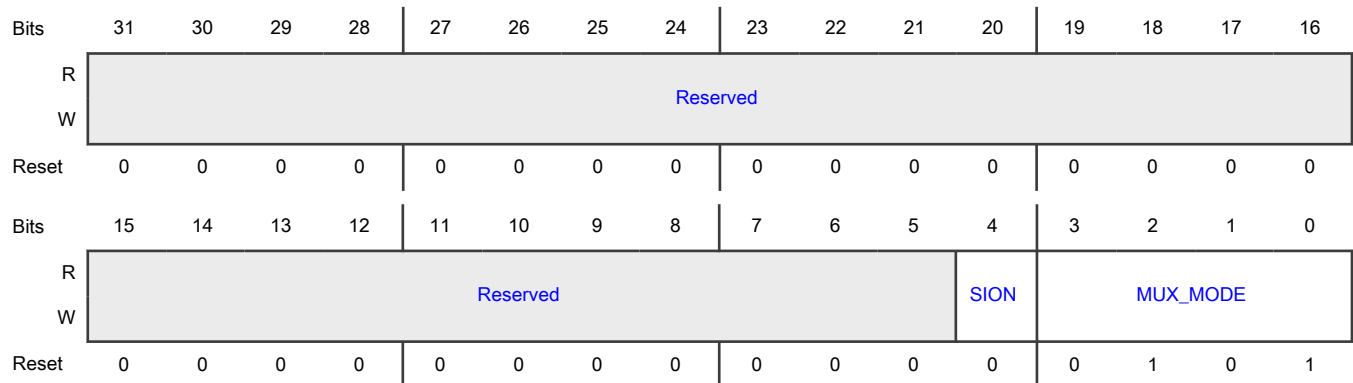 Bits 31 30 29 28 27 26 25 24 23 22 21 20 19 18 17 16
R
Reserved
W
Reset 0 0 0 0 0 0 0 0 0 0 0 0 0 0 0 0
Bits 15 14 13 12 11 10 9 8 7 6 5 4 3 2 1 0
R
Reserved SION MUX_MODE
W
Reset 0 0 0 0 0 0 0 0 0 0 0 0 0 1 0 1